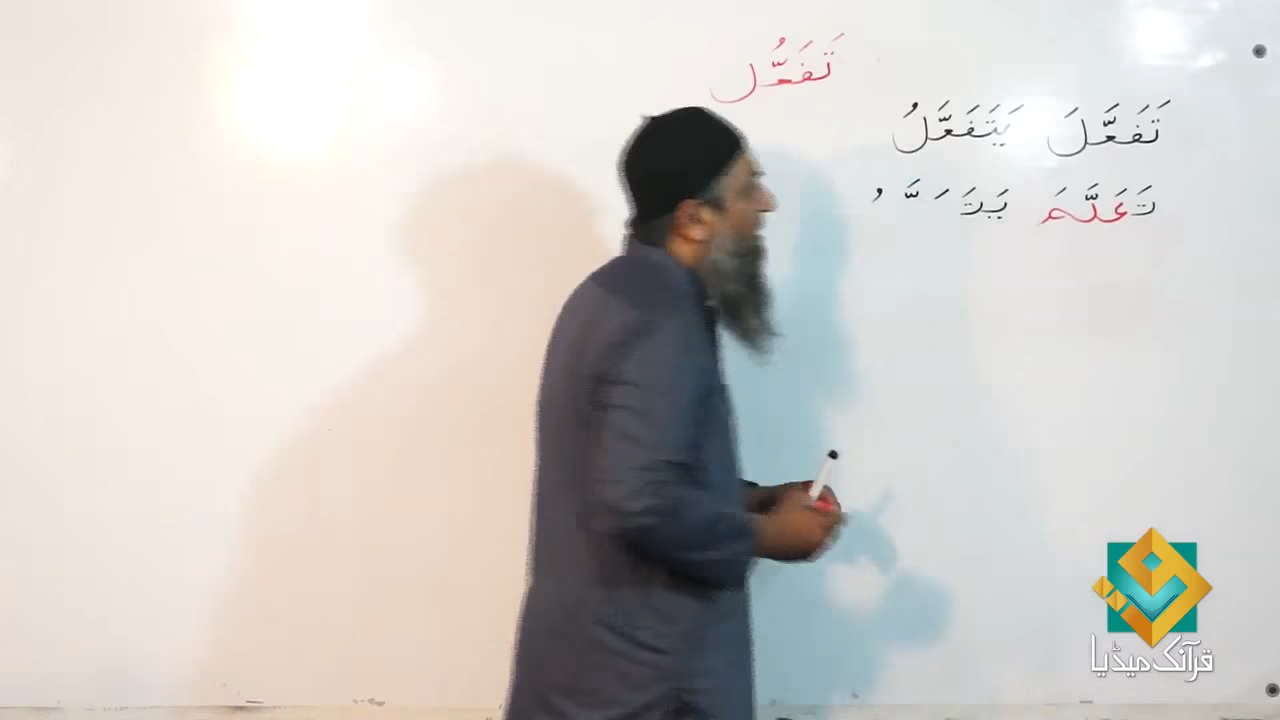 تَفَعُّل
تَفَعَّلَ يَتَفَعَّلُ
تَعَلَّمَ يَتَـ َ ـَّ ـُ
قرآنک میڈیا